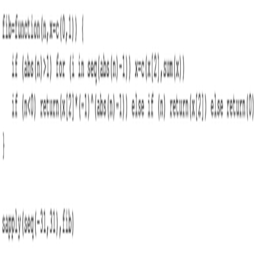 fib=function(n,x=c(0,1)) {
if (abs(n)>1) for (i in seq(abs(n)-1)) x=c(x[2],sum(x))
if (n<0) return(x[2]*(-1)^(abs(n)-1)) else if (n) return(x[2]) else return(0)
}
sapply(seq(-31,31),fib)